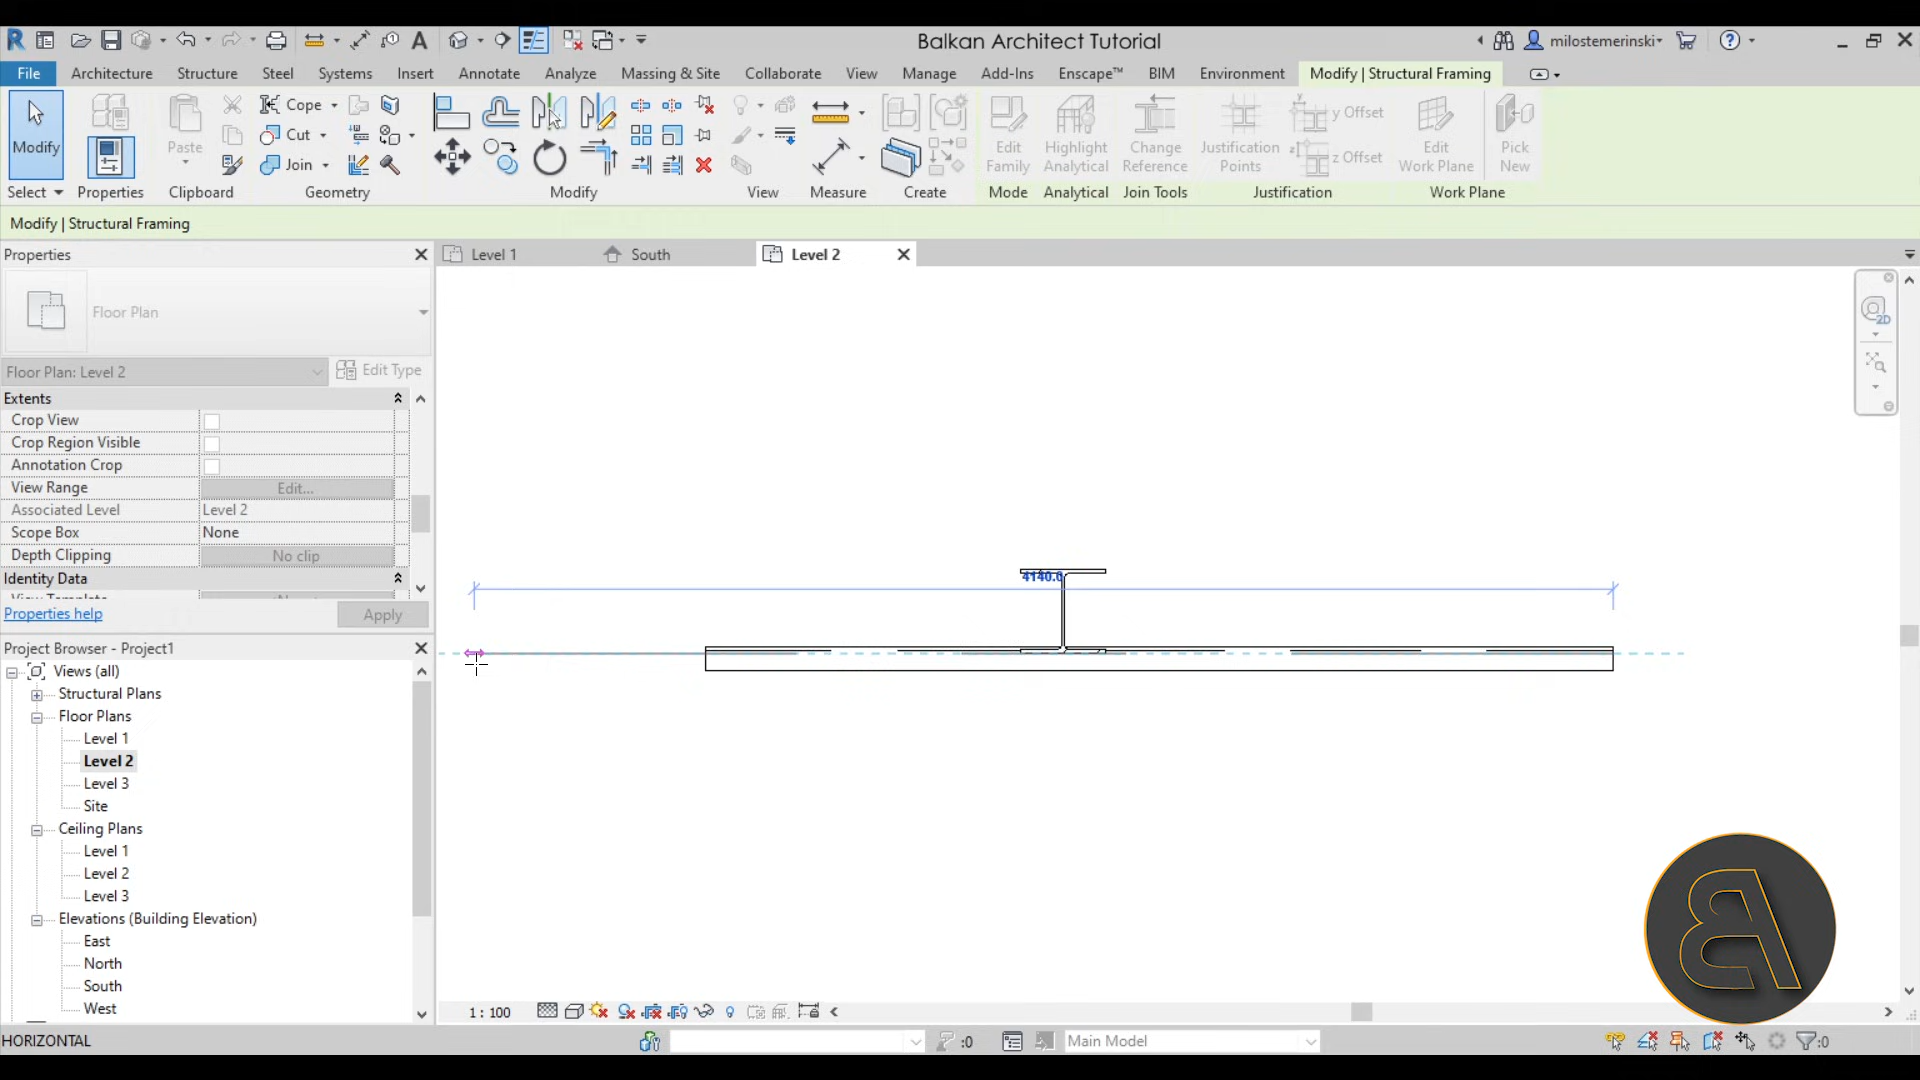 Balkan Architect Tutorial
milostemerinski
File Architecture Structure Steel Systems Insert Annotate Analyze Massing & Site Collaborate View Manage Add-Ins Enscape™ BIM Environment Modify | Structural Framing
Modify
Paste
Cope
Cut
Join
Edit Family
Highlight Analytical
Change Reference
Justification Points
y Offset
z Offset
Edit Work Plane
Pick New
Select Properties Clipboard Geometry Modify View Measure Create Mode Analytical Join Tools Justification Work Plane
Modify | Structural Framing
Properties
Level 1 South Level 2
Floor Plan
Floor Plan: Level 2 Edit Type
Extents
Crop View
Crop Region Visible
Annotation Crop
View Range Edit...
Associated Level Level 2
Scope Box None
Depth Clipping No clip
Identity Data
Properties help Apply
4140.0
Project Browser - Project1
Views (all)
Structural Plans
Floor Plans
Level 1
Level 2
Level 3
Site
Ceiling Plans
Level 1
Level 2
Level 3
Elevations (Building Elevation)
East
North
South
West
1 : 100
HORIZONTAL :0 Main Model :0
2D